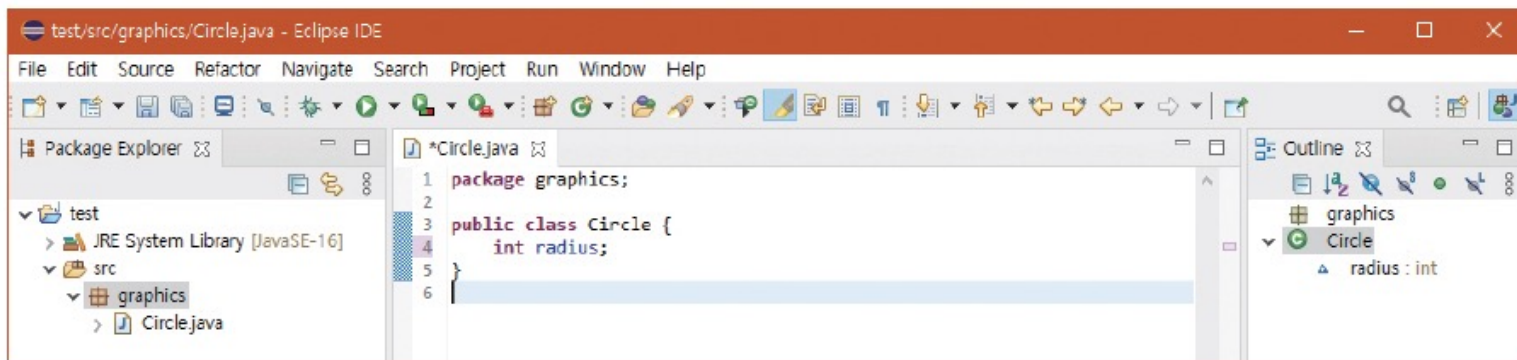 test/src/graphics/Circle.java - Eclipse IDE
File Edit Source Refactor Navigate Search Project Run Window Help
Package Explorer
test
JRE System Library [JavaSE-16]
src
graphics
Circle.java
*Circle.java
1 package graphics;
2
3 public class Circle {
4 int radius;
5 }
6
Outline
graphics
Circle
radius : int